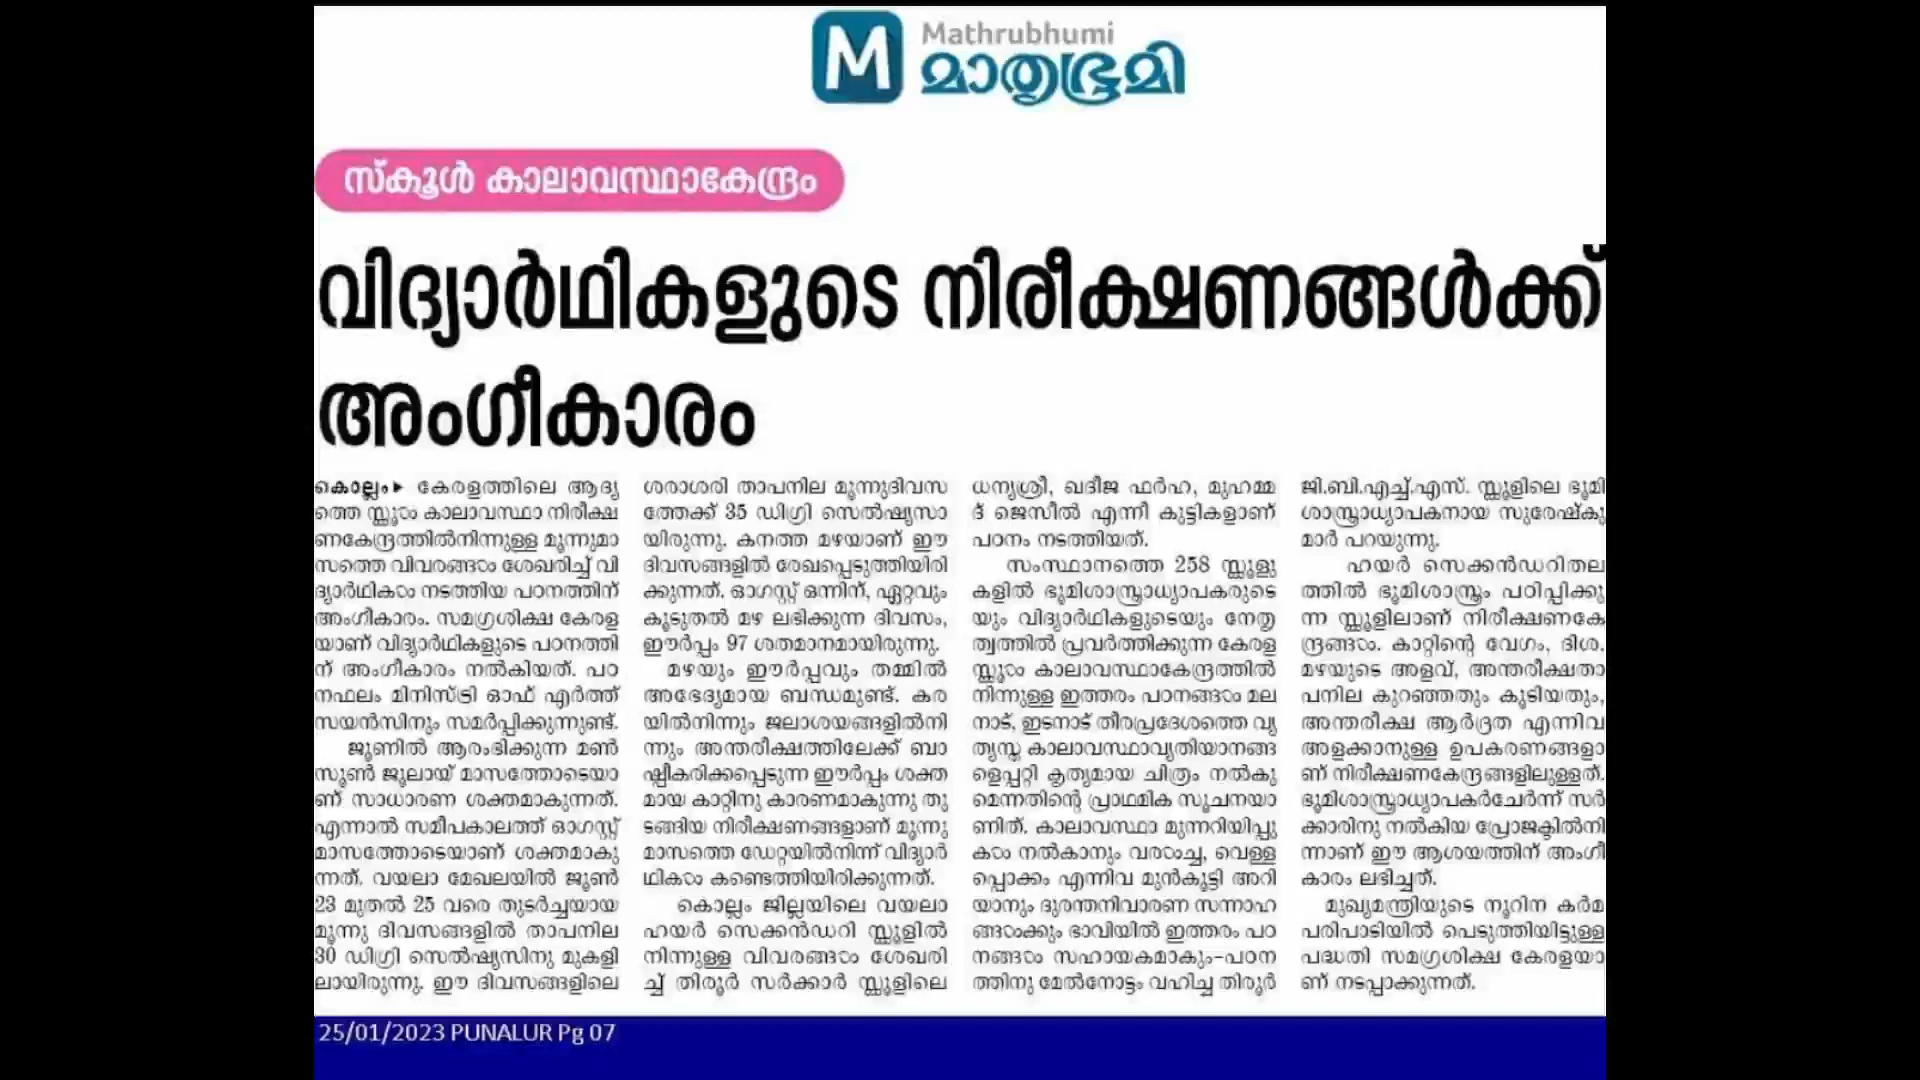 M
Mathrubhumi
മാതൃഭൂമി
സ്കൂൾ കാലാവസ്ഥാകേന്ദ്രം
വിദ്യാർഥികളുടെ നിരീക്ഷണങ്ങൾക്ക്
അംഗീകാരം
കൊല്ലം▸ കേരളത്തിലെ ആദ്യ
ത്തെ സ്കൂൾ കാലാവസ്ഥാ നിരീക്ഷ
ണകേന്ദ്രത്തിൽനിന്നുള്ള മൂന്നുമാ
സത്തെ വിവരങ്ങൾ ശേഖരിച്ച് വി
ദ്യാർഥികൾ നടത്തിയ പഠനത്തിന്
അംഗീകാരം. സമഗ്രശിക്ഷ കേരള
യാണ് വിദ്യാർഥികളുടെ പഠനത്തി
ന് അംഗീകാരം നൽകിയത്. പഠ
നഫലം മിനിസ്ട്രി ഓഫ് എർത്ത്
സയൻസിനും സമർപ്പിക്കുന്നുണ്ട്.
ജൂണിൽ ആരംഭിക്കുന്ന മൺ
സൂൺ ജൂലായ് മാസത്തോടെയാ
ണ് സാധാരണ ശക്തമാകുന്നത്.
എന്നാൽ സമീപകാലത്ത് ഓഗസ്റ്റ്
മാസത്തോടെയാണ് ശക്തമാകു
ന്നത്. വയലാ മേഖലയിൽ ജൂൺ
23 മുതൽ 25 വരെ തുടർച്ചയായ
മൂന്നു ദിവസങ്ങളിൽ താപനില
30 ഡിഗ്രി സെൽഷ്യസിനു മുകളി
ലായിരുന്നു. ഈ ദിവസങ്ങളിലെ
ശരാശരി താപനില മൂന്നുദിവസ
ത്തേക്ക് 35 ഡിഗ്രി സെൽഷ്യസാ
യിരുന്നു. കനത്ത മഴയാണ് ഈ
ദിവസങ്ങളിൽ രേഖപ്പെടുത്തിയിരി
ക്കുന്നത്. ഓഗസ്റ്റ് ഒന്നിന്, ഏറ്റവും
കൂടുതൽ മഴ ലഭിക്കുന്ന ദിവസം,
ഈർപ്പം 97 ശതമാനമായിരുന്നു.
മഴയും ഈർപ്പവും തമ്മിൽ
അഭേദ്യമായ ബന്ധമുണ്ട്. കര
യിൽനിന്നും ജലാശയങ്ങളിൽനി
ന്നും അന്തരീക്ഷത്തിലേക്ക് ബാ
ഷ്പീകരിക്കപ്പെടുന്ന ഈർപ്പം ശക്ത
മായ കാറ്റിനു കാരണമാകുന്നു തു
ടങ്ങിയ നിരീക്ഷണങ്ങളാണ് മൂന്നു
മാസത്തെ ഡേറ്റയിൽനിന്ന് വിദ്യാർ
ഥികൾ കണ്ടെത്തിയിരിക്കുന്നത്.
കൊല്ലം ജില്ലയിലെ വയലാ
ഹയർ സെക്കൻഡറി സ്കൂളിൽ
നിന്നുള്ള വിവരങ്ങൾ ശേഖരി
ച്ച് തിരൂർ സർക്കാർ സ്കൂളിലെ
ധന്യശ്രീ, ഖദീജ ഫർഹ, മുഹമ്മ
ദ് ജെസീൽ എന്നീ കുട്ടികളാണ്
പഠനം നടത്തിയത്.
സംസ്ഥാനത്തെ 258 സ്കൂളു
കളിൽ ഭൂമിശാസ്ത്രാധ്യാപകരുടെ
യും വിദ്യാർഥികളുടെയും നേതൃ
ത്വത്തിൽ പ്രവർത്തിക്കുന്ന കേരള
സ്കൂൾ കാലാവസ്ഥാകേന്ദ്രത്തിൽ
നിന്നുള്ള ഇത്തരം പഠനങ്ങൾ മല
നാട്, ഇടനാട് തീരപ്രദേശത്തെ വ്യ
ത്യസ്ത കാലാവസ്ഥാവ്യതിയാനങ്ങ
ളെപ്പറ്റി കൃത്യമായ ചിത്രം നൽകു
മെന്നതിന്റെ പ്രാഥമിക സൂചനയാ
ണിത്. കാലാവസ്ഥാ മുന്നറിയിപ്പു
കൾ നൽകാനും വരൾച്ച, വെള്ള
പ്പൊക്കം എന്നിവ മുൻകൂട്ടി അറി
യാനും ദുരന്തനിവാരണ സന്നാഹ
ങ്ങൾക്കും ഭാവിയിൽ ഇത്തരം പഠ
നങ്ങൾ സഹായകമാകും-പഠന
ത്തിനു മേൽനോട്ടം വഹിച്ച തിരൂർ
ജി.ബി.എച്ച്.എസ്. സ്കൂളിലെ ഭൂമി
ശാസ്ത്രാധ്യാപകനായ സുരേഷ്കു
മാർ പറയുന്നു.
ഹയർ സെക്കൻഡറിതല
ത്തിൽ ഭൂമിശാസ്ത്രം പഠിപ്പിക്കു
ന്ന സ്കൂളിലാണ് നിരീക്ഷണകേ
ന്ദ്രങ്ങൾ. കാറ്റിന്റെ വേഗം, ദിശ,
മഴയുടെ അളവ്, അന്തരീക്ഷതാ
പനില കുറഞ്ഞതും കൂടിയതും,
അന്തരീക്ഷ ആർദ്രത എന്നിവ
അളക്കാനുള്ള ഉപകരണങ്ങളാ
ണ് നിരീക്ഷണകേന്ദ്രങ്ങളിലുള്ളത്.
ഭൂമിശാസ്ത്രാധ്യാപകർചേർന്ന് സർ
ക്കാരിനു നൽകിയ പ്രോജക്ടിൽനി
ന്നാണ് ഈ ആശയത്തിന് അംഗീ
കാരം ലഭിച്ചത്.
മുഖ്യമന്ത്രിയുടെ നൂറിന കർമ
പരിപാടിയിൽ പെടുത്തിയിട്ടുള്ള
പദ്ധതി സമഗ്രശിക്ഷ കേരളയാ
ണ് നടപ്പാക്കുന്നത്.
25/01/2023 PUNALUR Pg 07